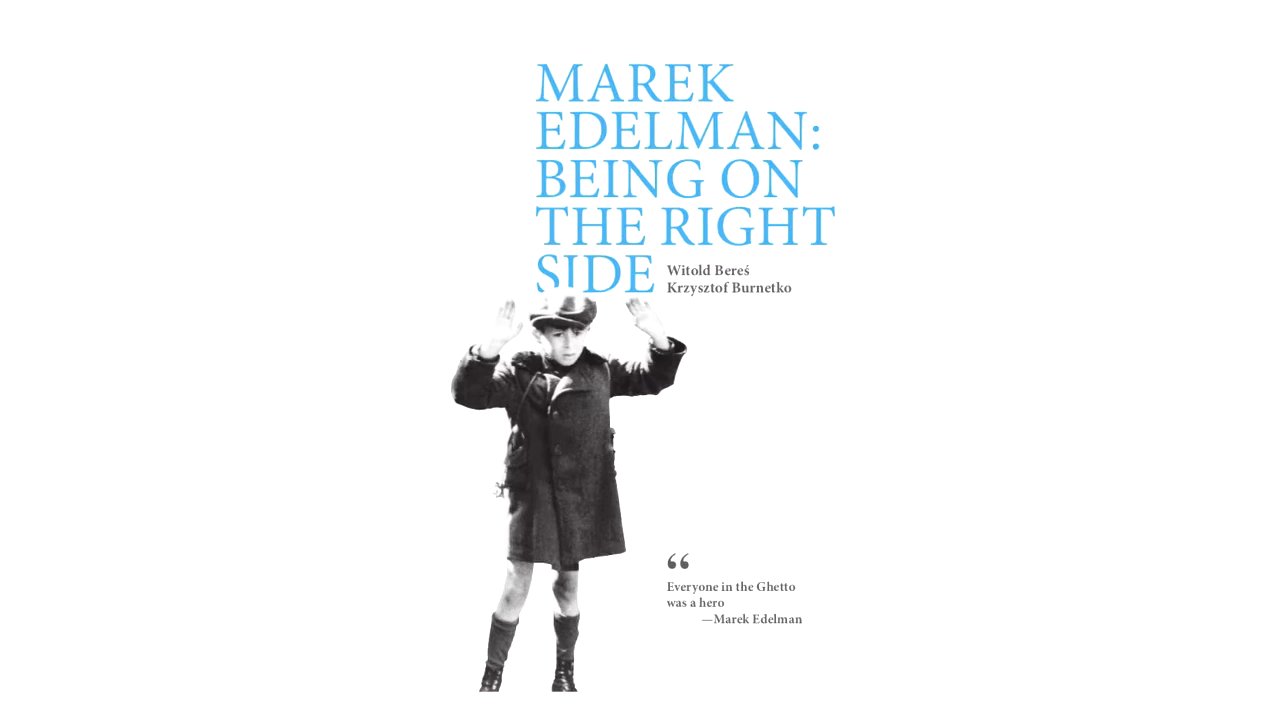 MAREK
EDELMAN:
BEING ON
THE RIGHT
SIDE
Witold Bereś
Krzysztof Burnetko
“
Everyone in the Ghetto
was a hero
—Marek Edelman